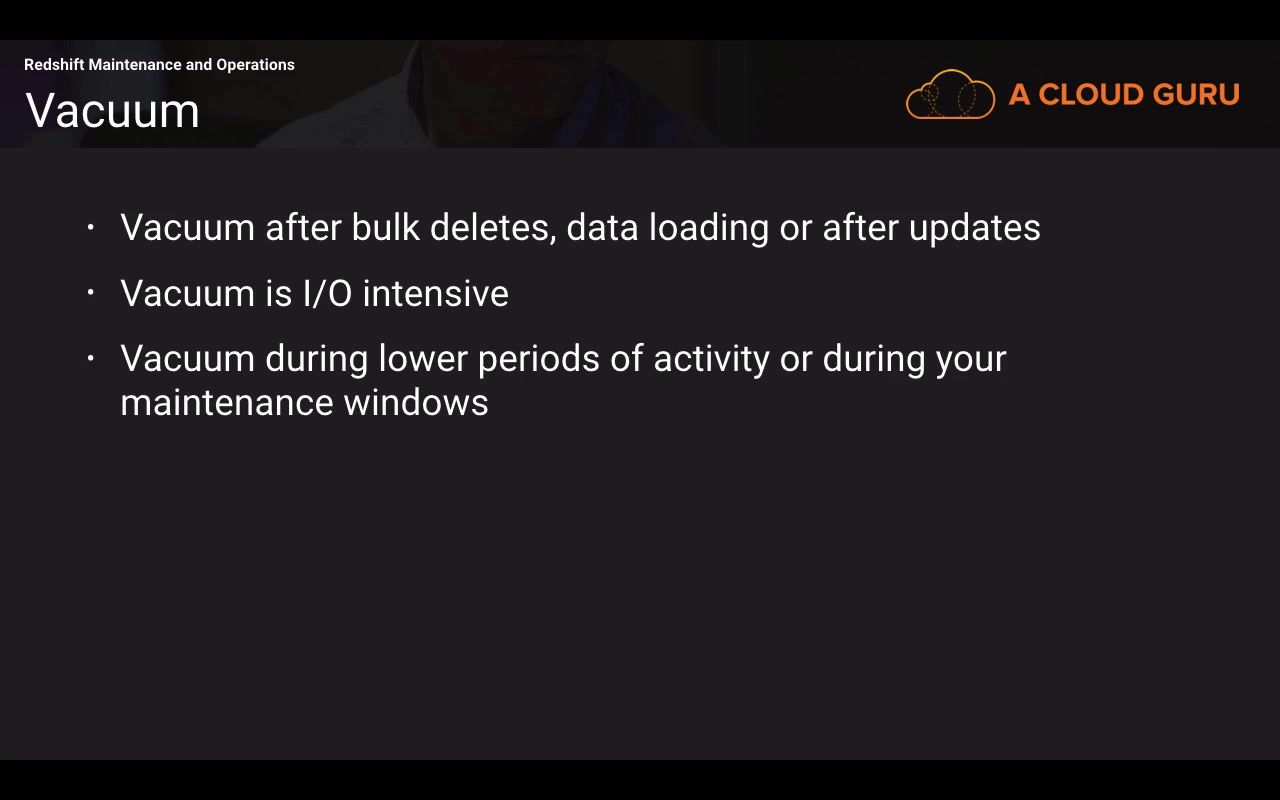 Redshift Maintenance and Operations
Vacuum
A CLOUD GURU
• Vacuum after bulk deletes, data loading or after updates
• Vacuum is I/O intensive
• Vacuum during lower periods of activity or during your
maintenance windows